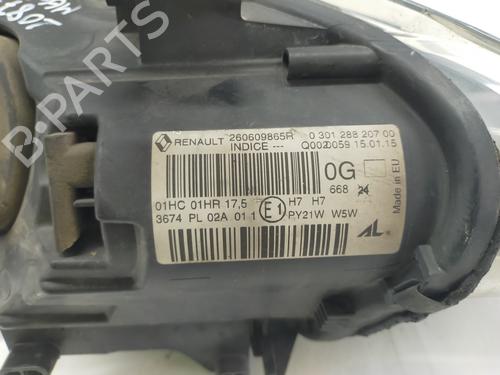 RENAULT 260609865R 0 301 288 207 00
INDICE --- Q002 0059 15.01.15
0G
668 24
Made in EU
01HC 01HR 17,5 E1 H7 H7
3674 PL 02A 01 1 PY21W W5W
AL
B-PARTS